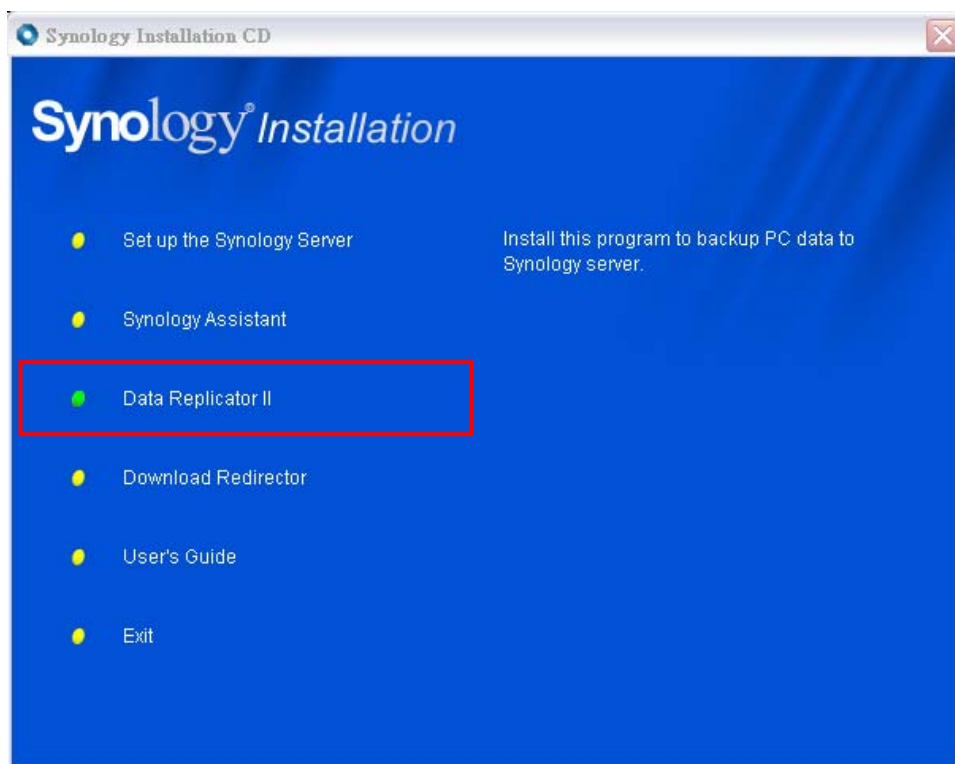 Synology Installation CD
Synology® Installation
Set up the Synology Server
Install this program to backup PC data to
Synology server.
Synology Assistant
Data Replicator II
Download Redirector
User's Guide
Exit